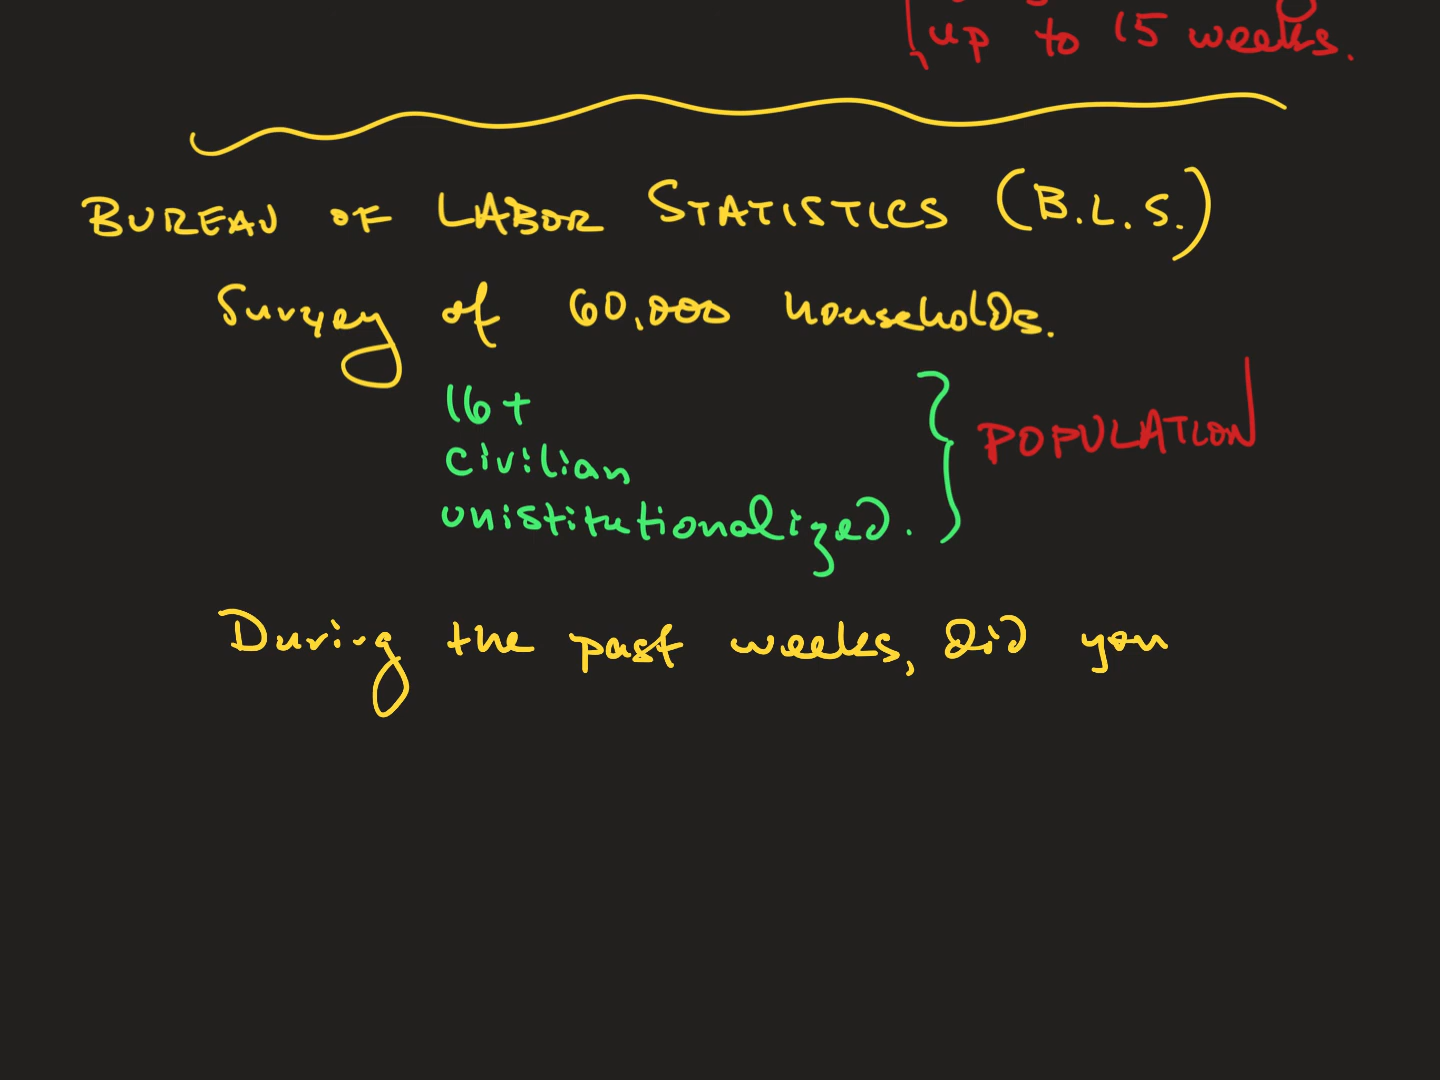 up to 15 weeks.
BUREAU OF LABOR STATISTICS (B.L.S.)
Survey of 60,000 households.
16+
civilian
unistitutionalized.
POPULATION
During the past weeks, did you